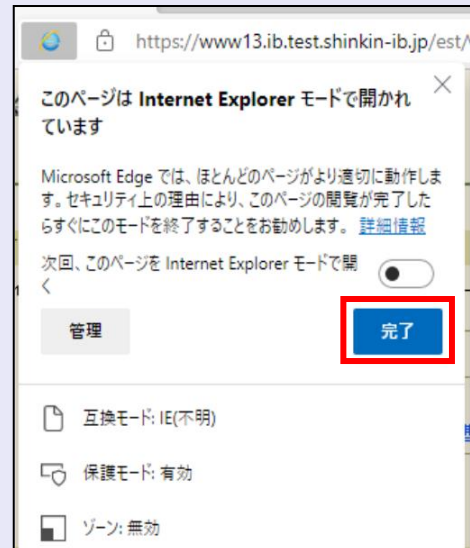 https://www13.ib.test.shinkin-ib.jp/est/
このページは Internet Explorer モードで開かれ
ています
Microsoft Edge では、ほとんどのページがより適切に動作しま
す。セキュリティ上の理由により、このページの閲覧が完了した
らすぐにこのモードを終了することをお勧めします。 詳細情報
次回、このページを Internet Explorer モードで開
く
管理
完了
互換モード: IE(不明)
保護モード: 有効
ゾーン: 無効